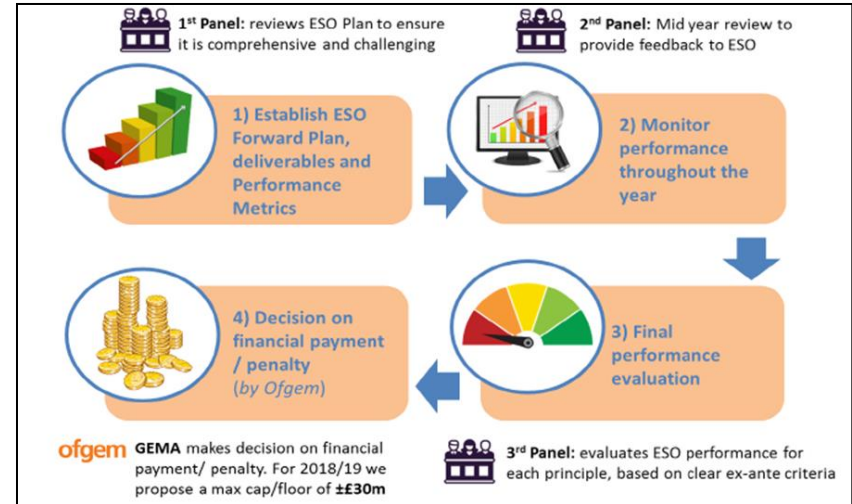 1st Panel: reviews ESO Plan to ensure
it is comprehensive and challenging
2nd Panel: Mid year review to
provide feedback to ESO
1) Establish ESO
Forward Plan,
deliverables and
Performance
Metrics
2) Monitor
performance
throughout the
year
3) Final
performance
evaluation
4) Decision on
financial payment
/ penalty
(by Ofgem)
3rd Panel: evaluates ESO performance for
each principle, based on clear ex-ante criteria
ofgem GEMA makes decision on financial
payment/ penalty. For 2018/19 we
propose a max cap/floor of ±£30m